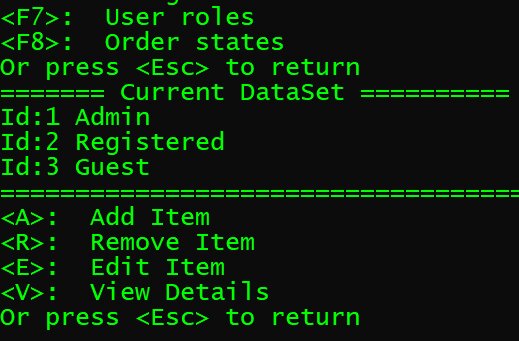 <F7>:  User roles
<F8>:  Order states
Or press <Esc> to return
======= Current DataSet ==========
Id:1 Admin
Id:2 Registered
Id:3 Guest
===================================
<A>:  Add Item
<R>:  Remove Item
<E>:  Edit Item
<V>:  View Details
Or press <Esc> to return